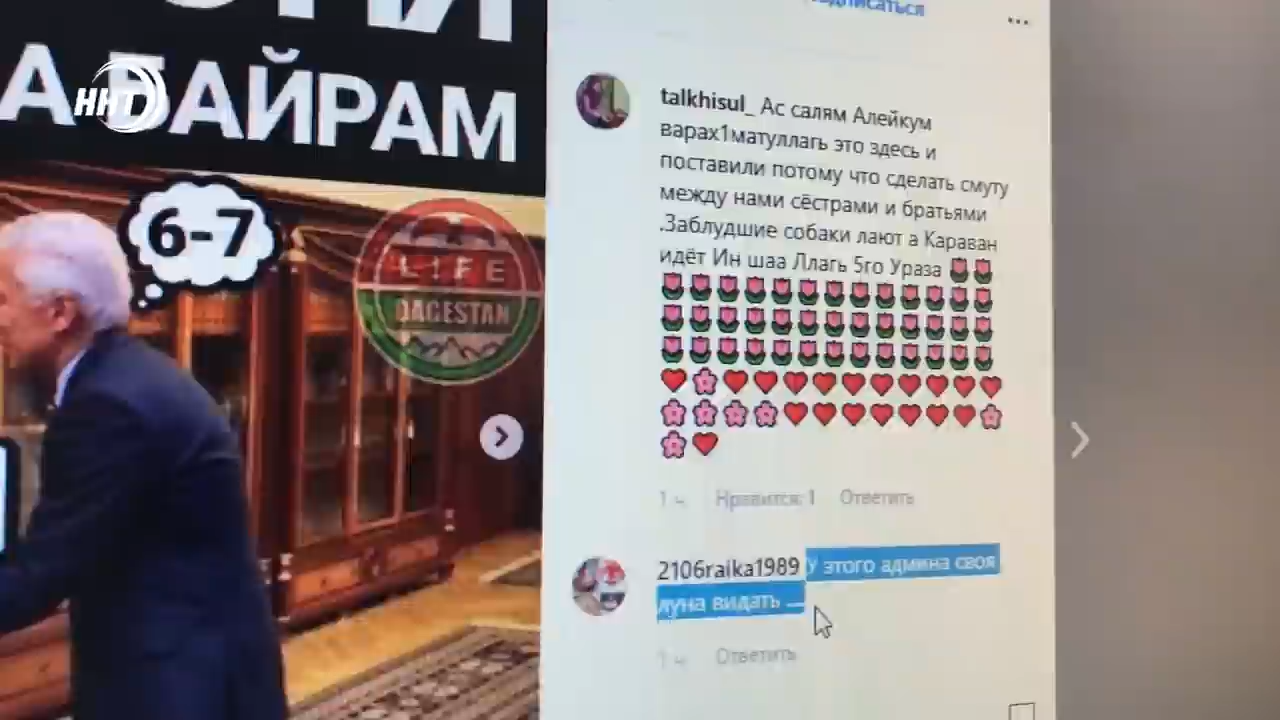 А БАЙРАМ
ННТ
6-7
LIFE
DAGESTAN
talkhisul_ Ас салям Алейкум
варах1матуллагь это здесь и
поставили потому что сделать смуту
между нами сёстрами и братьями
.Заблудшие собаки лают а Караван
идёт Ин шаа Ллагь 5го Ураза
1 ч Нравится: 1 Ответить
2106raika1989 У этого админа своя
луна видать ...
1 ч Ответить